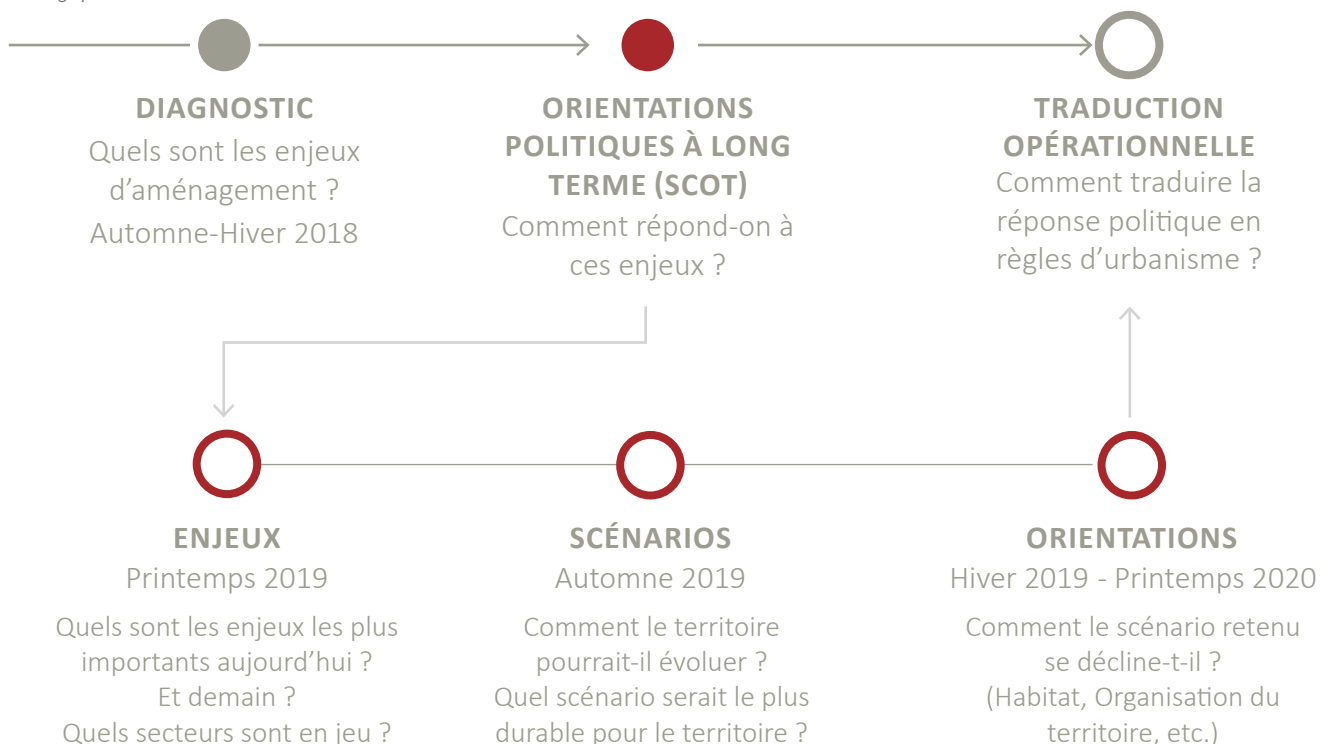 DIAGNOSTIC
Quels sont les enjeux
d’aménagement ?
Automne-Hiver 2018
ORIENTATIONS
POLITIQUES À LONG
TERME (SCOT)
Comment répond-on à
ces enjeux ?
TRADUCTION
OPÉRATIONNELLE
Comment traduire la
réponse politique en
règles d’urbanisme ?
ENJEUX
Printemps 2019
Quels sont les enjeux les plus
importants aujourd’hui ?
Et demain ?
Quels secteurs sont en jeu ?
SCÉNARIOS
Automne 2019
Comment le territoire
pourrait-il évoluer ?
Quel scénario serait le plus
durable pour le territoire ?
ORIENTATIONS
Hiver 2019 - Printemps 2020
Comment le scénario retenu
se décline-t-il ?
(Habitat, Organisation du
territoire, etc.)